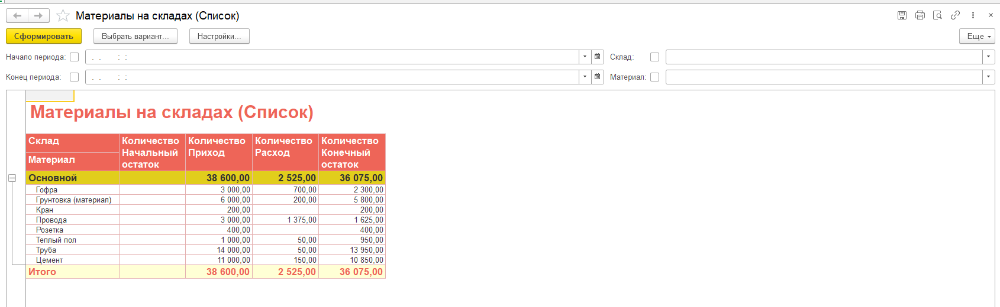 Материалы на складах (Список)
Сформировать Выбрать вариант... Настройки... Еще
Начало периода: . . : : Склад:
Конец периода: . . : : Материал:
Материалы на складах (Список)
Склад Количество Количество Количество Количество
Начальный Приход Расход Конечный
Материал остаток остаток
Основной 38 600,00 2 525,00 36 075,00
Гофра 3 000,00 700,00 2 300,00
Грунтовка (материал) 6 000,00 200,00 5 800,00
Кран 200,00 200,00
Провода 3 000,00 1 375,00 1 625,00
Розетка 400,00 400,00
Теплый пол 1 000,00 50,00 950,00
Труба 14 000,00 50,00 13 950,00
Цемент 11 000,00 150,00 10 850,00
Итого 38 600,00 2 525,00 36 075,00